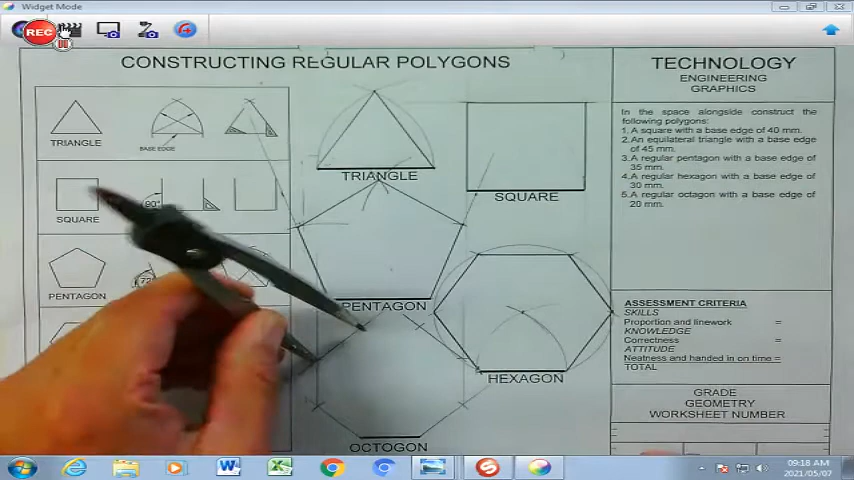 Widget Mode
REC
CONSTRUCTING REGULAR POLYGONS
TRIANGLE
BASE EDGE
SQUARE
90°
PENTAGON
72°
TRIANGLE
SQUARE
PENTAGON
HEXAGON
OCTOGON
TECHNOLOGY
ENGINEERING
GRAPHICS
In the space alongside construct the
following polygons:
1. A square with a base edge of 40 mm.
2. An equilateral triangle with a base edge
of 45 mm.
3. A regular pentagon with a base edge of
35 mm.
4. A regular hexagon with a base edge of
30 mm.
5. A regular octagon with a base edge of
20 mm.
ASSESSMENT CRITERIA
SKILLS
Proportion and linework =
KNOWLEDGE
Correctness =
ATTITUDE
Neatness and handed in on time =
TOTAL
GRADE
GEOMETRY
WORKSHEET NUMBER
09:18 AM
2021/05/07